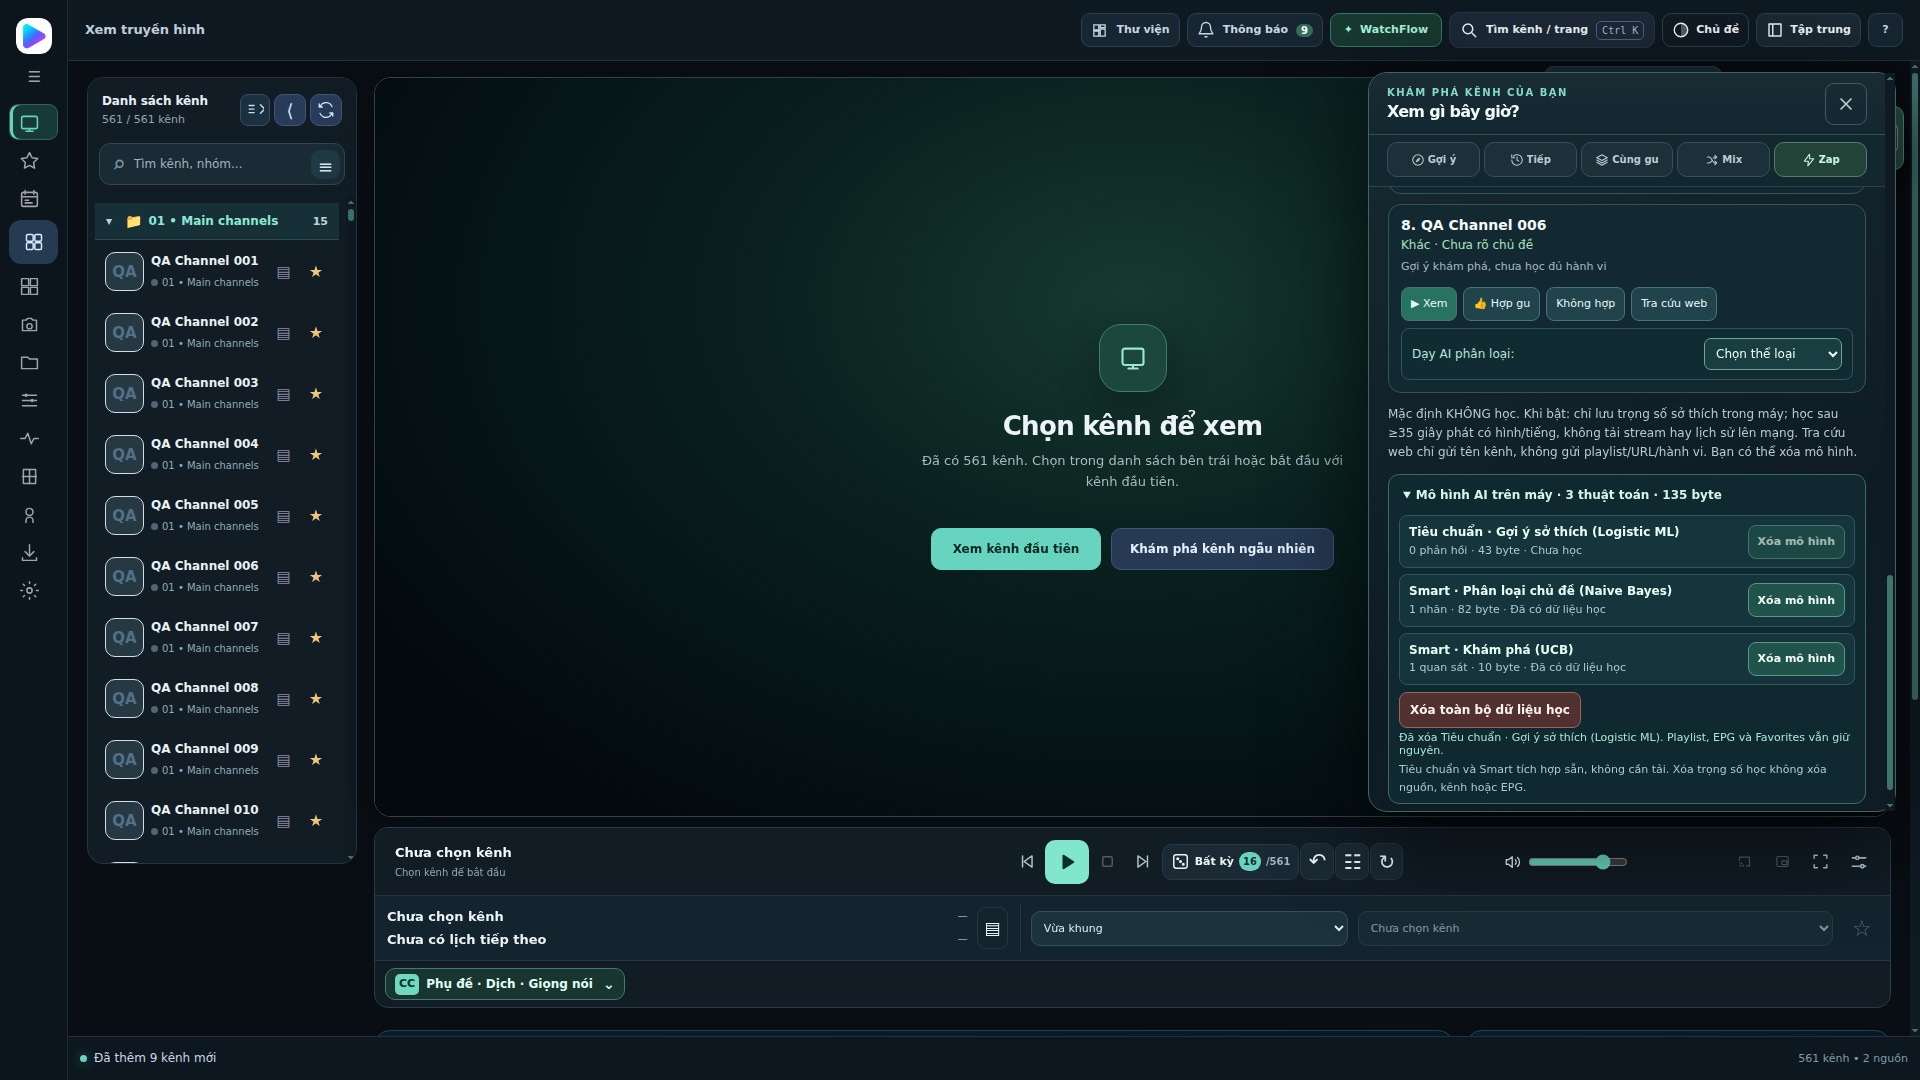 Xem truyền hình
Thư viện
Thông báo 9
✦ WatchFlow
Tìm kênh / trang Ctrl K
Chủ đề
Tập trung
?
Danh sách kênh
561 / 561 kênh
Tìm kênh, nhóm...
01 • Main channels 15
QA QA Channel 001
01 • Main channels
QA QA Channel 002
01 • Main channels
QA QA Channel 003
01 • Main channels
QA QA Channel 004
01 • Main channels
QA QA Channel 005
01 • Main channels
QA QA Channel 006
01 • Main channels
QA QA Channel 007
01 • Main channels
QA QA Channel 008
01 • Main channels
QA QA Channel 009
01 • Main channels
QA QA Channel 010
01 • Main channels
Chọn kênh để xem
Đã có 561 kênh. Chọn trong danh sách bên trái hoặc bắt đầu với
kênh đầu tiên.
Xem kênh đầu tiên
Khám phá kênh ngẫu nhiên
KHÁM PHÁ KÊNH CỦA BẠN
Xem gì bây giờ?
Gợi ý
Tiếp
Cùng gu
Mix
Zap
8. QA Channel 006
Khác · Chưa rõ chủ đề
Gợi ý khám phá, chưa học đủ hành vi
▶ Xem
👍 Hợp gu
Không hợp
Tra cứu web
Dạy AI phân loại:
Chọn thể loại
Mặc định KHÔNG học. Khi bật: chỉ lưu trọng số sở thích trong máy; học sau
≥35 giây phát có hình/tiếng, không tải stream hay lịch sử lên mạng. Tra cứu
web chỉ gửi tên kênh, không gửi playlist/URL/hành vi. Bạn có thể xóa mô hình.
▼ Mô hình AI trên máy · 3 thuật toán · 135 byte
Tiêu chuẩn · Gợi ý sở thích (Logistic ML)
0 phản hồi · 43 byte · Chưa học
Xóa mô hình
Smart · Phân loại chủ đề (Naive Bayes)
1 nhãn · 82 byte · Đã có dữ liệu học
Xóa mô hình
Smart · Khám phá (UCB)
1 quan sát · 10 byte · Đã có dữ liệu học
Xóa mô hình
Xóa toàn bộ dữ liệu học
Đã xóa Tiêu chuẩn · Gợi ý sở thích (Logistic ML). Playlist, EPG và Favorites vẫn giữ
nguyên.
Tiêu chuẩn và Smart tích hợp sẵn, không cần tải. Xóa trọng số học không xóa
nguồn, kênh hoặc EPG.
Chưa chọn kênh
Chọn kênh để bắt đầu
Bất kỳ 16 /561
Chưa chọn kênh —
Chưa có lịch tiếp theo —
Vừa khung
Chưa chọn kênh
CC Phụ đề · Dịch · Giọng nói
Đã thêm 9 kênh mới
561 kênh • 2 nguồn